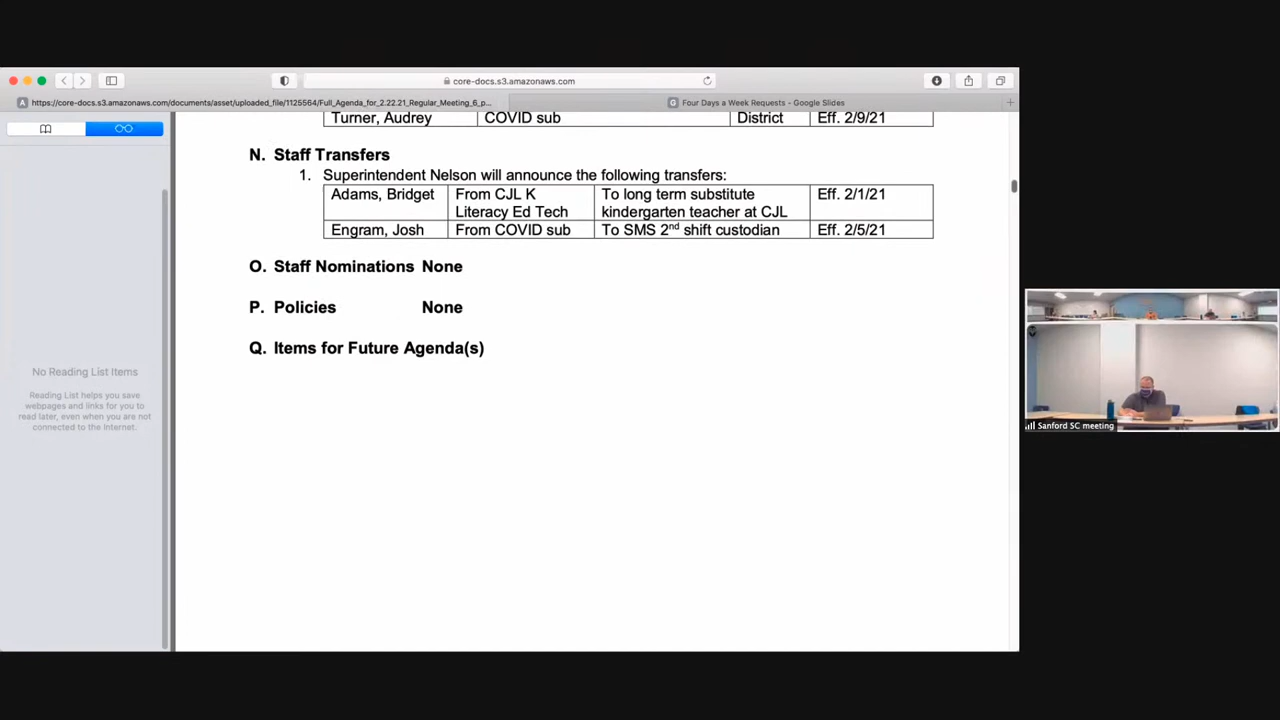 core-docs.s3.amazonaws.com
https://core-docs.s3.amazonaws.com/documents/asset/uploaded_file/1125564/Full_Agenda_for_2.22.21_Regular_Meeting_6_p...
Four Days a Week Requests - Google Slides
Turner, Audrey COVID sub District Eff. 2/9/21
N. Staff Transfers
1. Superintendent Nelson will announce the following transfers:
Adams, Bridget From CJL K To long term substitute Eff. 2/1/21
Literacy Ed Tech kindergarten teacher at CJL
Engram, Josh From COVID sub To SMS 2nd shift custodian Eff. 2/5/21
O. Staff Nominations None
P. Policies None
Q. Items for Future Agenda(s)
No Reading List Items
Reading List helps you save
webpages and links for you to
read later, even when you are not
connected to the Internet.
Sanford SC meeting